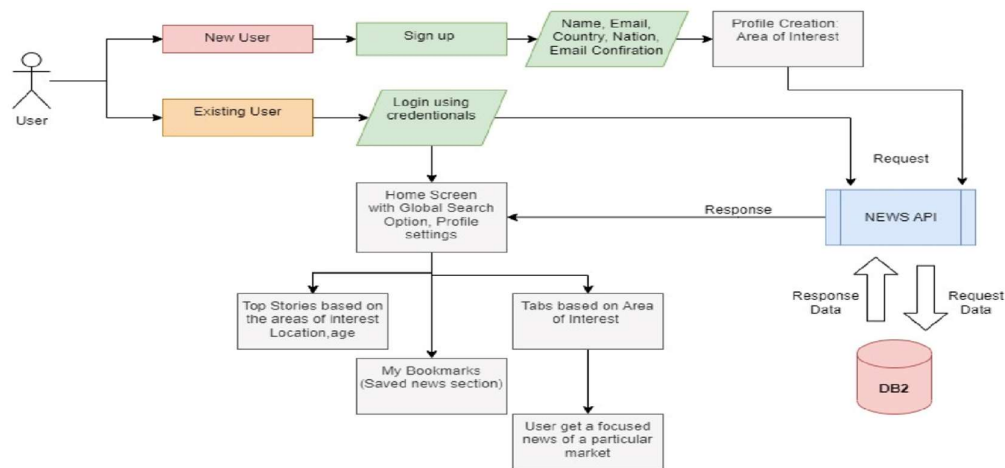 New User
Sign up
Name, Email,
Country, Nation,
Email Confiration
Profile Creation:
Area of Interest
User
Existing User
Login using
credentionals
Request
Home Screen
with Global Search
Option, Profile
settings
Response
NEWS API
Top Stories based on
the areas of interest
Location,age
Tabs based on Area
of Interest
Response
Data
Request
Data
My Bookmarks
(Saved news section)
DB2
User get a focused
news of a particular
market